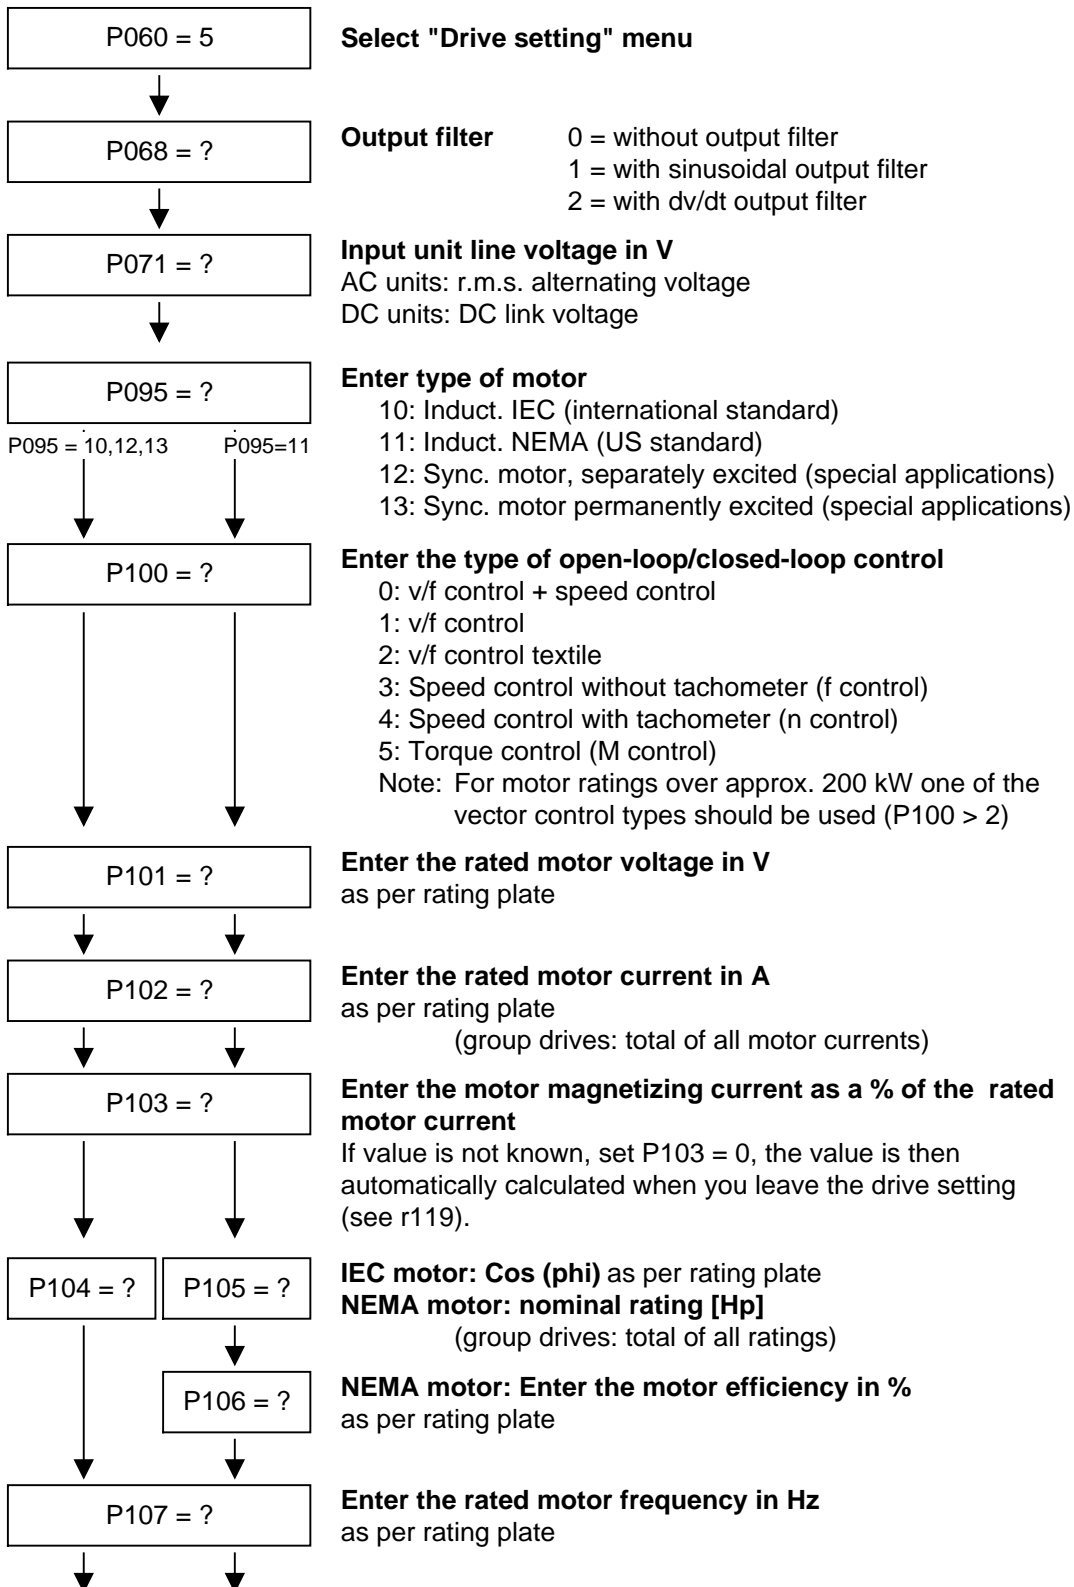 P060 = 5
Select "Drive setting" menu
P068 = ?
Output filter 0 = without output filter
1 = with sinusoidal output filter
2 = with dv/dt output filter
P071 = ?
Input unit line voltage in V
AC units: r.m.s. alternating voltage
DC units: DC link voltage
P095 = ?
Enter type of motor
10: Induct. IEC (international standard)
11: Induct. NEMA (US standard)
12: Sync. motor, separately excited (special applications)
13: Sync. motor permanently excited (special applications)
P095 = 10,12,13 P095=11
P100 = ?
Enter the type of open-loop/closed-loop control
0: v/f control + speed control
1: v/f control
2: v/f control textile
3: Speed control without tachometer (f control)
4: Speed control with tachometer (n control)
5: Torque control (M control)
Note: For motor ratings over approx. 200 kW one of the
vector control types should be used (P100 > 2)
P101 = ?
Enter the rated motor voltage in V
as per rating plate
P102 = ?
Enter the rated motor current in A
as per rating plate
(group drives: total of all motor currents)
P103 = ?
Enter the motor magnetizing current as a % of the rated
motor current
If value is not known, set P103 = 0, the value is then
automatically calculated when you leave the drive setting
(see r119).
P104 = ? P105 = ?
IEC motor: Cos (phi) as per rating plate
NEMA motor: nominal rating [Hp]
(group drives: total of all ratings)
P106 = ?
NEMA motor: Enter the motor efficiency in %
as per rating plate
P107 = ?
Enter the rated motor frequency in Hz
as per rating plate